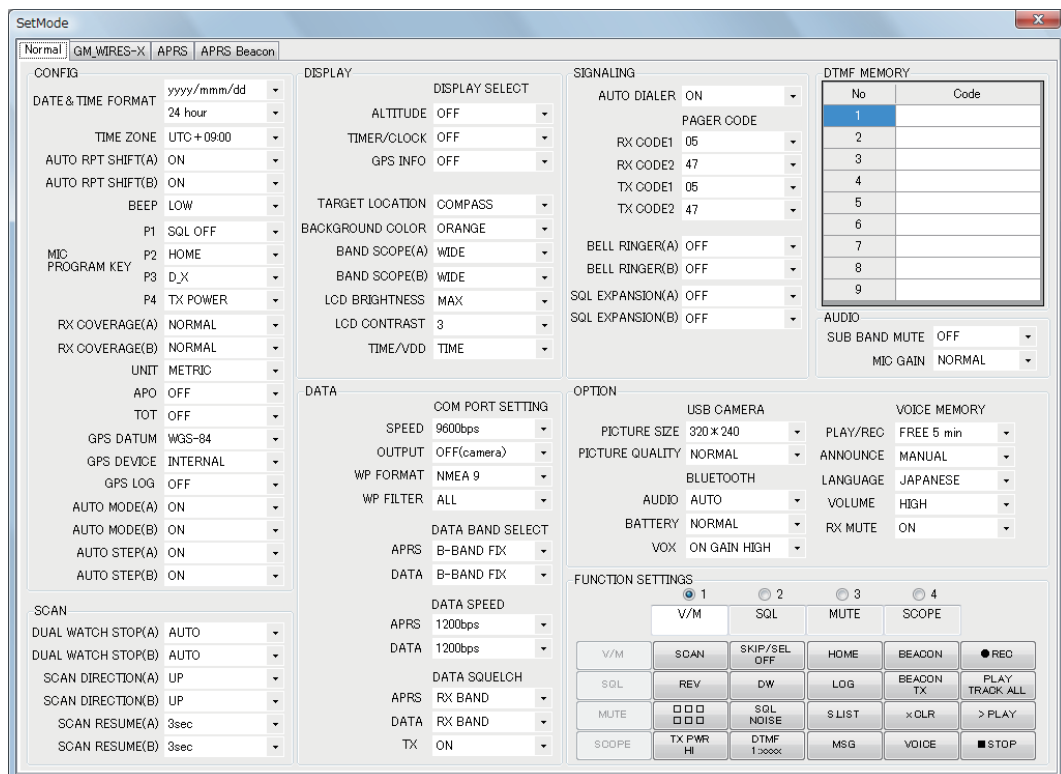 SetMode
Normal GM_WIRES-X APRS APRS Beacon
CONFIG
DATE & TIME FORMAT yyyy/mmm/dd
24 hour
TIME ZONE UTC+09:00
AUTO RPT SHIFT(A) ON
AUTO RPT SHIFT(B) ON
BEEP LOW
MIC PROGRAM KEY
P1 SQL OFF
P2 HOME
P3 D_X
P4 TX POWER
RX COVERAGE(A) NORMAL
RX COVERAGE(B) NORMAL
UNIT METRIC
APO OFF
TOT OFF
GPS DATUM WGS-84
GPS DEVICE INTERNAL
GPS LOG OFF
AUTO MODE(A) ON
AUTO MODE(B) ON
AUTO STEP(A) ON
AUTO STEP(B) ON
SCAN
DUAL WATCH STOP(A) AUTO
DUAL WATCH STOP(B) AUTO
SCAN DIRECTION(A) UP
SCAN DIRECTION(B) UP
SCAN RESUME(A) 3sec
SCAN RESUME(B) 3sec
DISPLAY
DISPLAY SELECT
ALTITUDE OFF
TIMER/CLOCK OFF
GPS INFO OFF
TARGET LOCATION COMPASS
BACKGROUND COLOR ORANGE
BAND SCOPE(A) WIDE
BAND SCOPE(B) WIDE
LCD BRIGHTNESS MAX
LCD CONTRAST 3
TIME/VDD TIME
DATA
COM PORT SETTING
SPEED 9600bps
OUTPUT OFF(camera)
WP FORMAT NMEA 9
WP FILTER ALL
DATA BAND SELECT
APRS B-BAND FIX
DATA B-BAND FIX
DATA SPEED
APRS 1200bps
DATA 1200bps
DATA SQUELCH
APRS RX BAND
DATA RX BAND
TX ON
SIGNALING
AUTO DIALER ON
PAGER CODE
RX CODE1 05
RX CODE2 47
TX CODE1 05
TX CODE2 47
BELL RINGER(A) OFF
BELL RINGER(B) OFF
SQL EXPANSION(A) OFF
SQL EXPANSION(B) OFF
DTMF MEMORY
No Code
1
2
3
4
5
6
7
8
9
AUDIO
SUB BAND MUTE OFF
MIC GAIN NORMAL
OPTION
USB CAMERA
PICTURE SIZE 320*240
PICTURE QUALITY NORMAL
BLUETOOTH
AUDIO AUTO
BATTERY NORMAL
VOX ON GAIN HIGH
VOICE MEMORY
PLAY/REC FREE 5 min
ANNOUNCE MANUAL
LANGUAGE JAPANESE
VOLUME HIGH
RX MUTE ON
FUNCTION SETTINGS
1 2 3 4
V/M SQL MUTE SCOPE
V/M SCAN SKIP/SEL OFF HOME BEACON ●REC
SQL REV DW LOG BEACON TX PLAY TRACK ALL
MUTE □□□□□□ SQL NOISE S.LIST ×CLR >PLAY
SCOPE TX PWR HI DTMF 1:xxxx MSG VOICE ■STOP